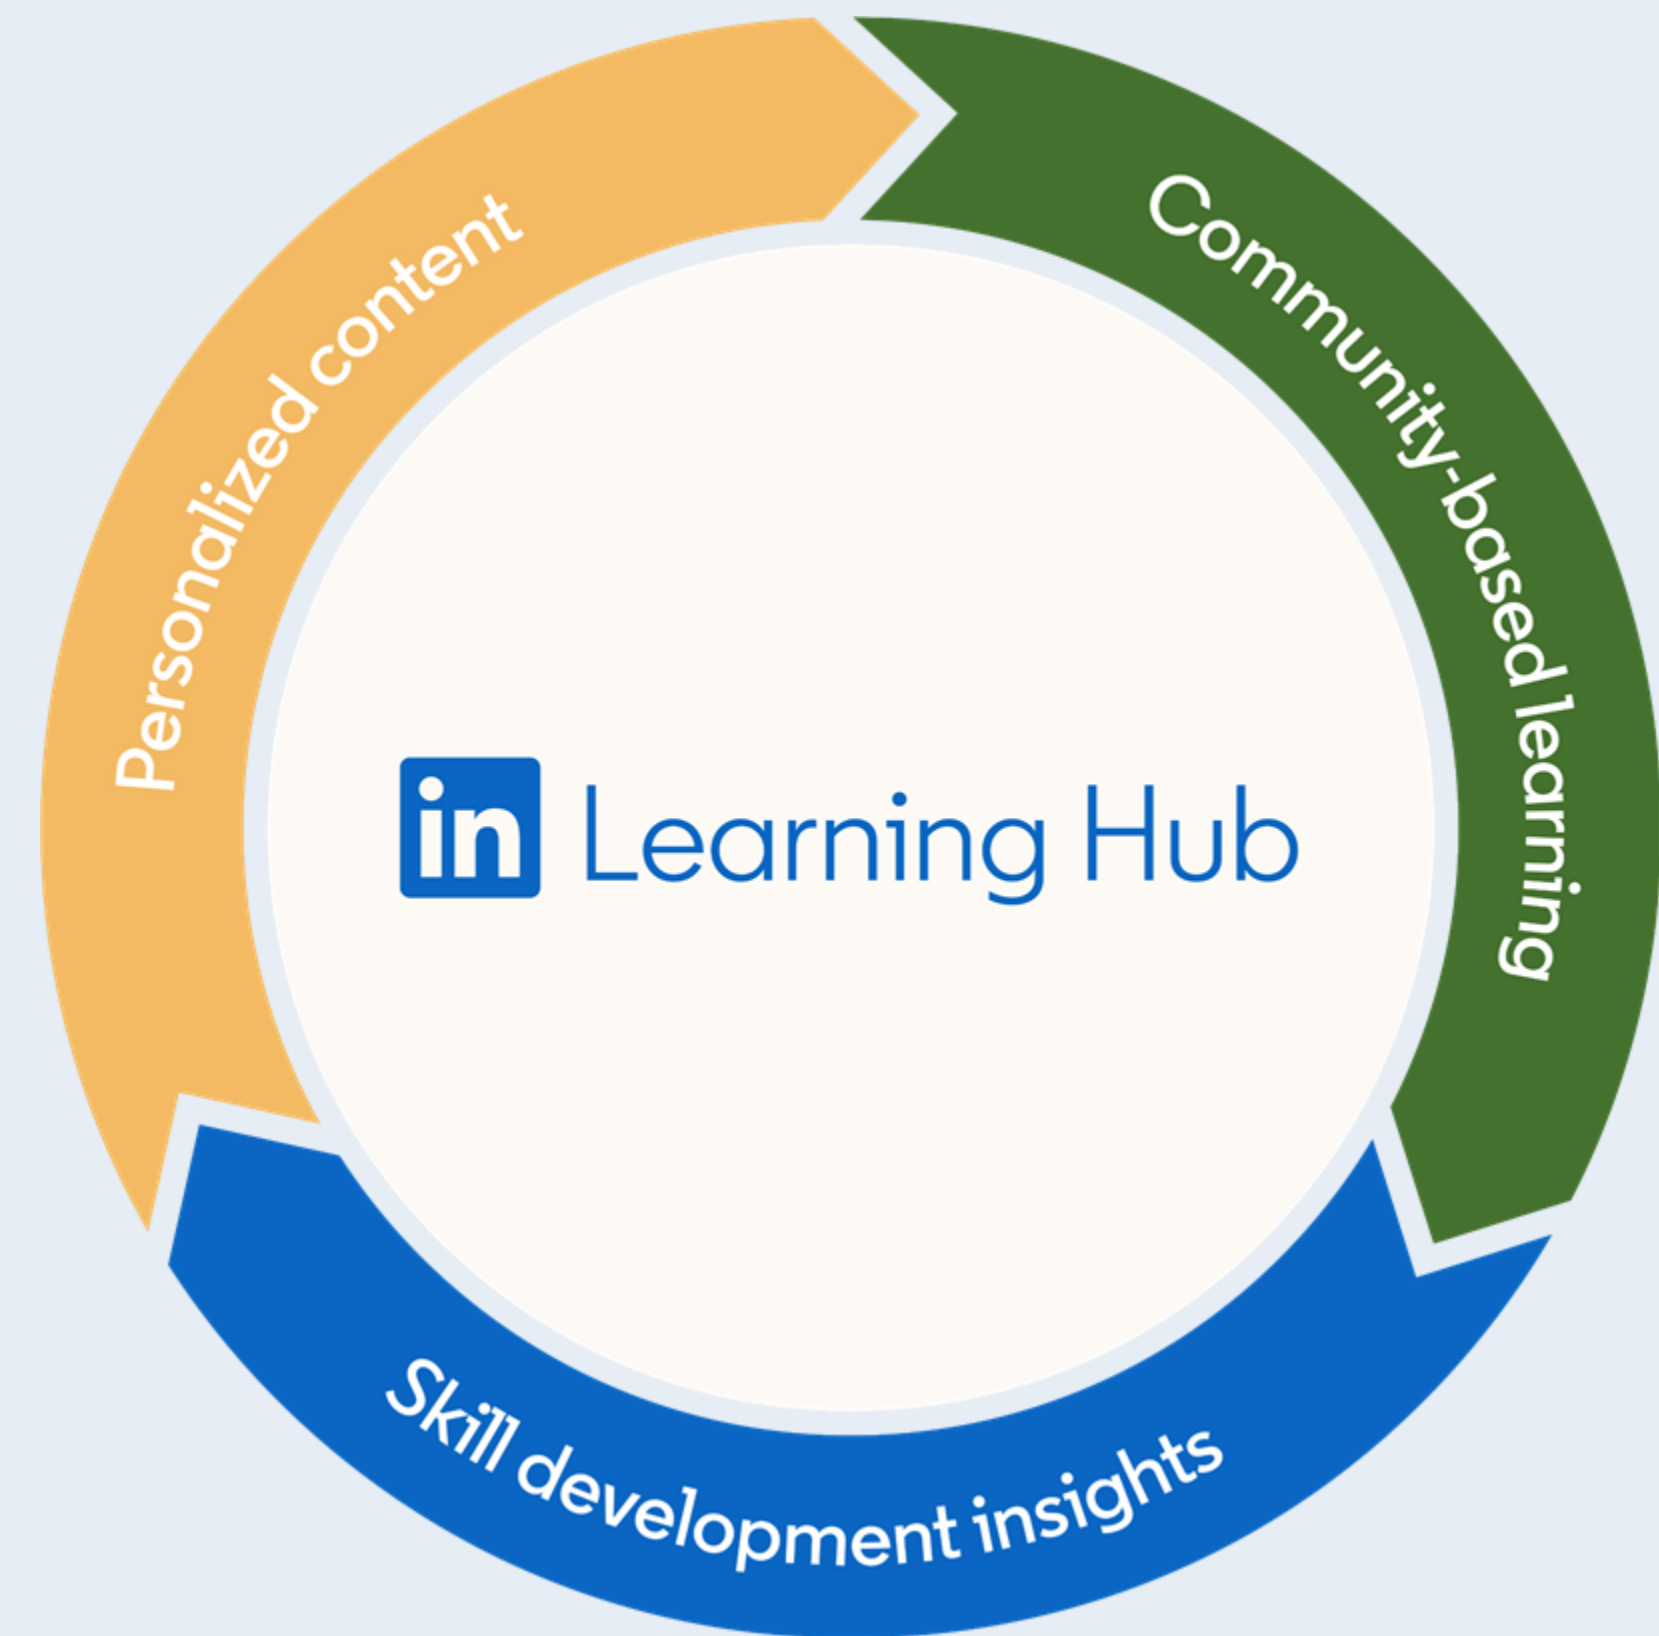 Personalized content
Community-based learning
in Learning Hub
Skill development insights